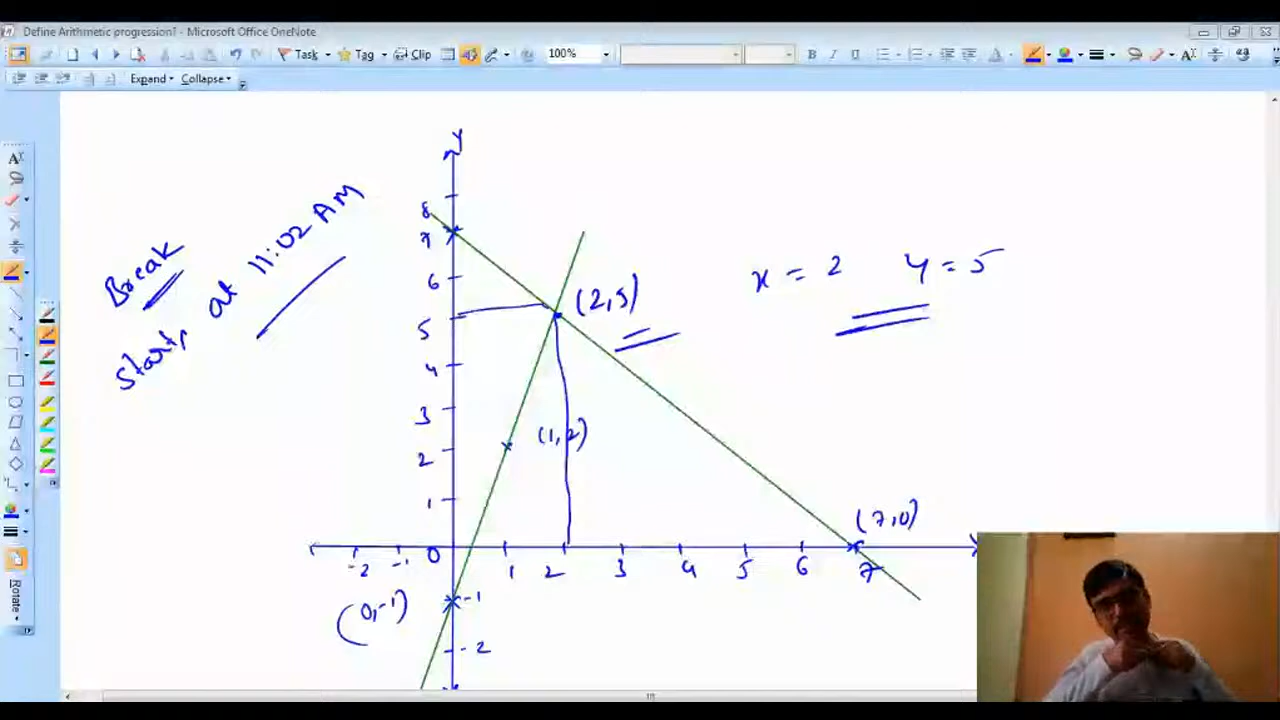 Define Arithmetic progression? - Microsoft Office OneNote
Task Tag Clip 100% B I U
Expand Collapse
Y
8
7
6
5
4
3
2
1
0
-1
-2
-2 -1 1 2 3 4 5 6 7
Break
starts at 11:02 AM
(2,5)
x = 2 y = 5
(1,2)
(7,0)
(0,-1)
Rotate